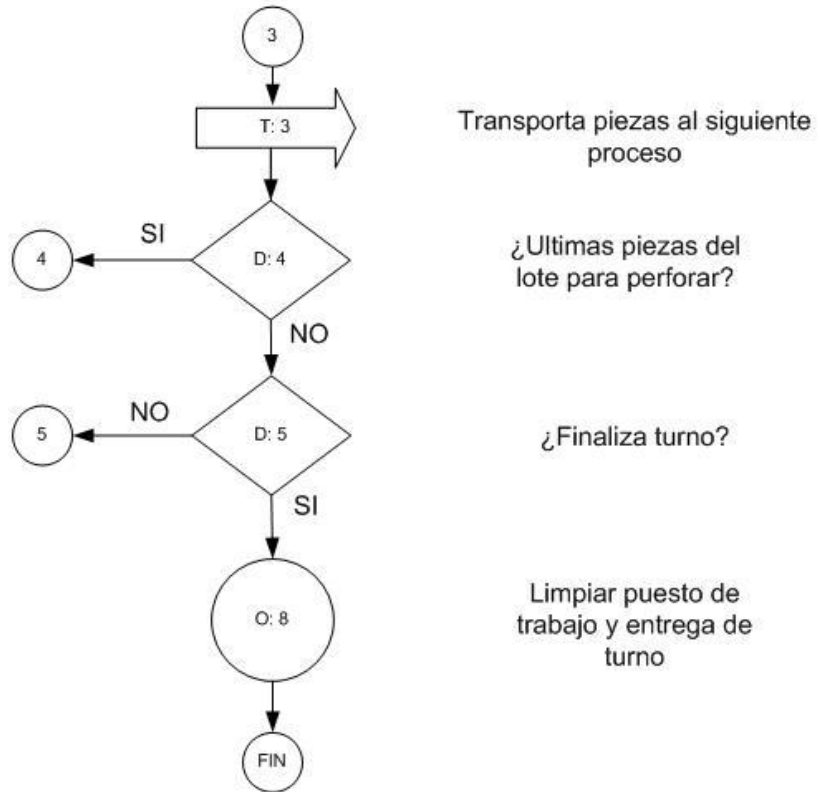 3
T: 3
Transporta piezas al siguiente
proceso
SI
4
D: 4
¿Ultimas piezas del
lote para perforar?
NO
NO
5
D: 5
¿Finaliza turno?
SI
O: 8
Limpiar puesto de
trabajo y entrega de
turno
FIN